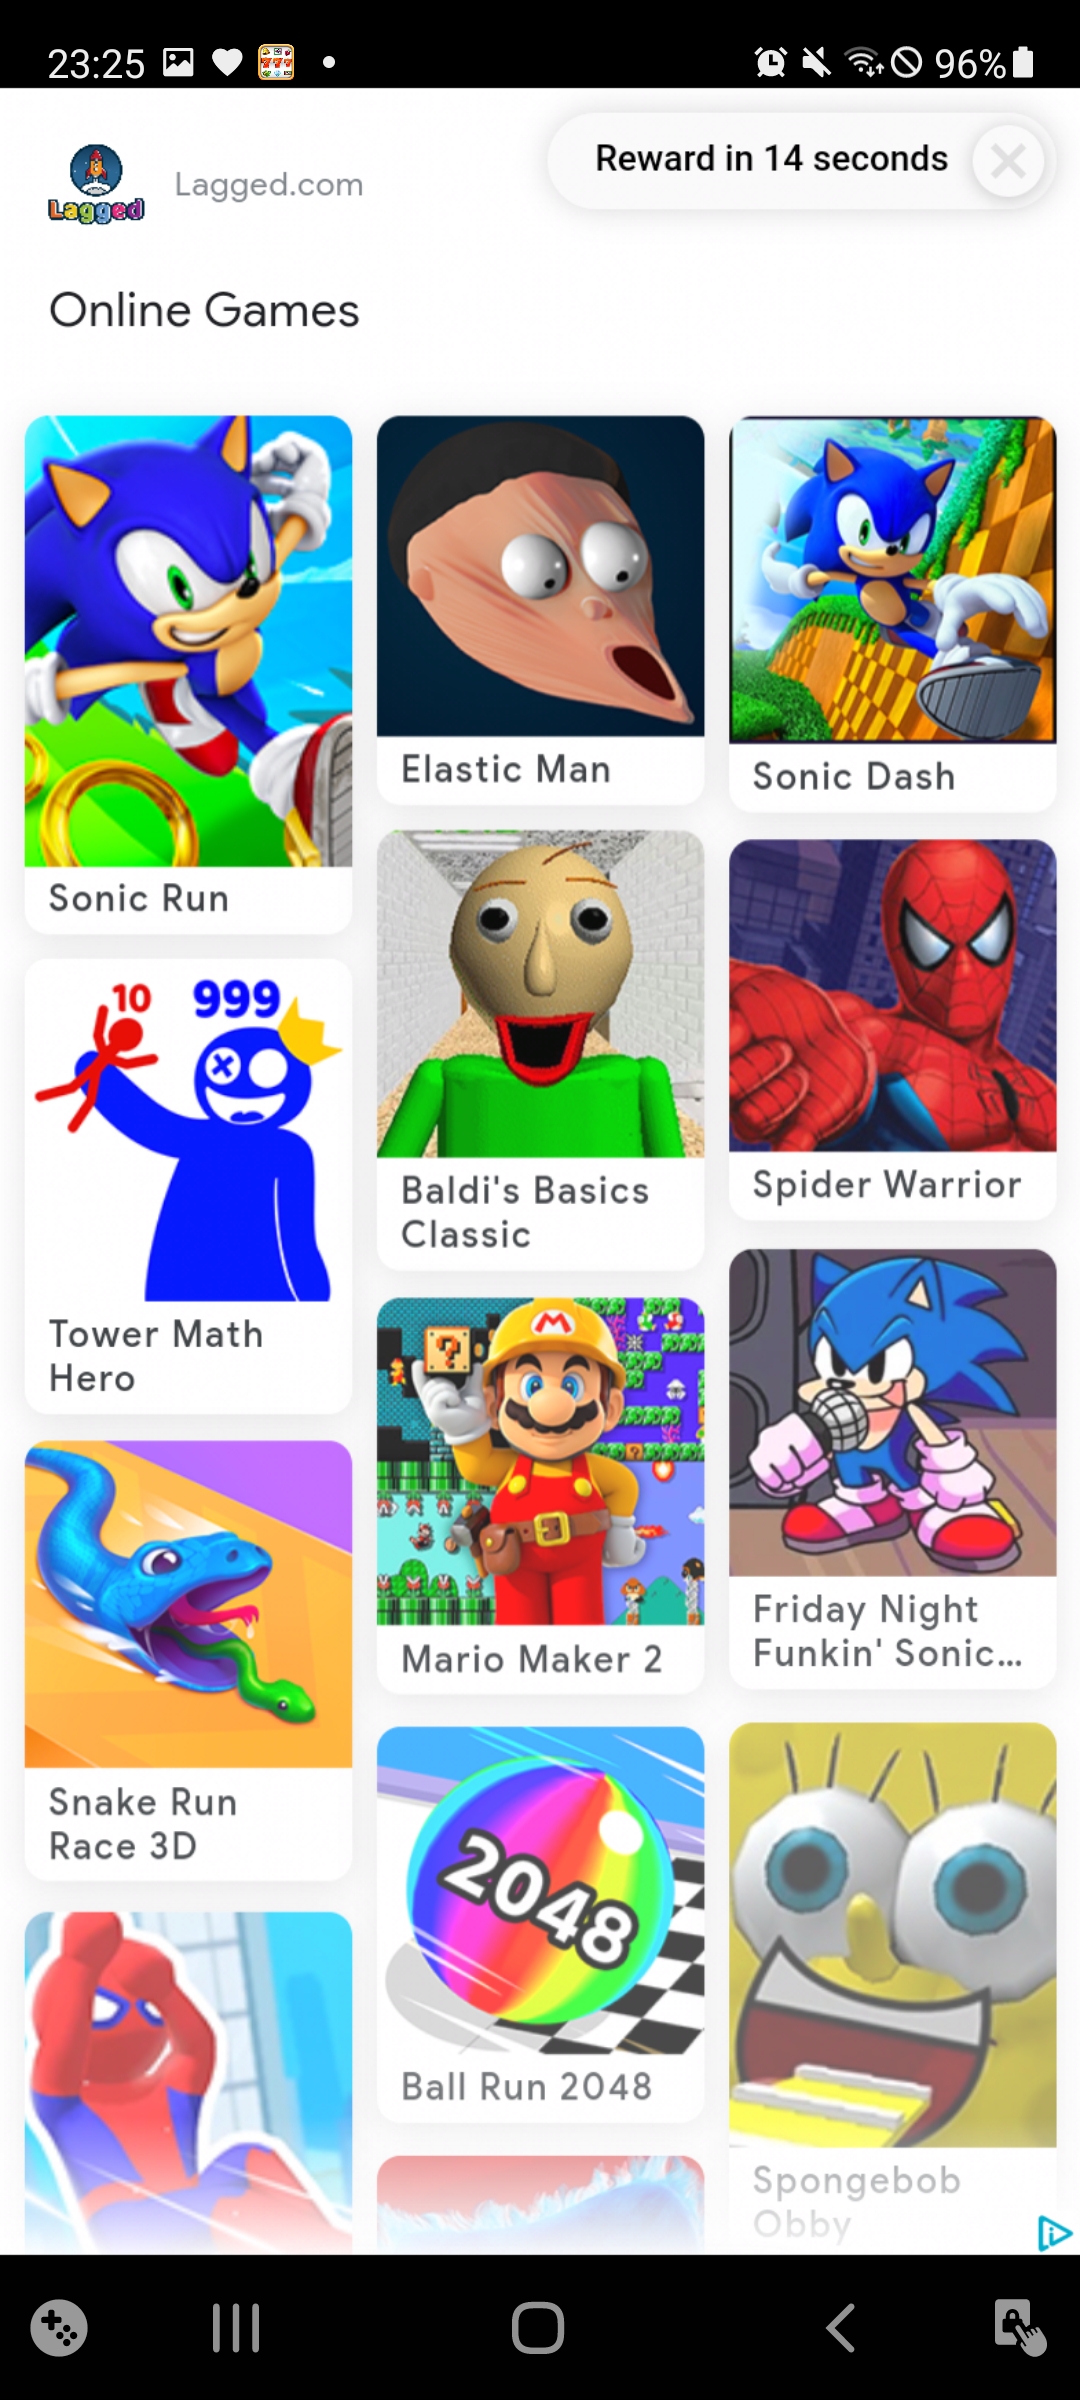 23:25
96%
Lagged
Lagged.com
Reward in 14 seconds
Online Games
Sonic Run
Elastic Man
Sonic Dash
10
999
Tower Math
Hero
Baldi's Basics
Classic
Spider Warrior
M
?
Mario Maker 2
Friday Night
Funkin' Sonic...
Snake Run
Race 3D
2048
Ball Run 2048
Spongebob
Obby